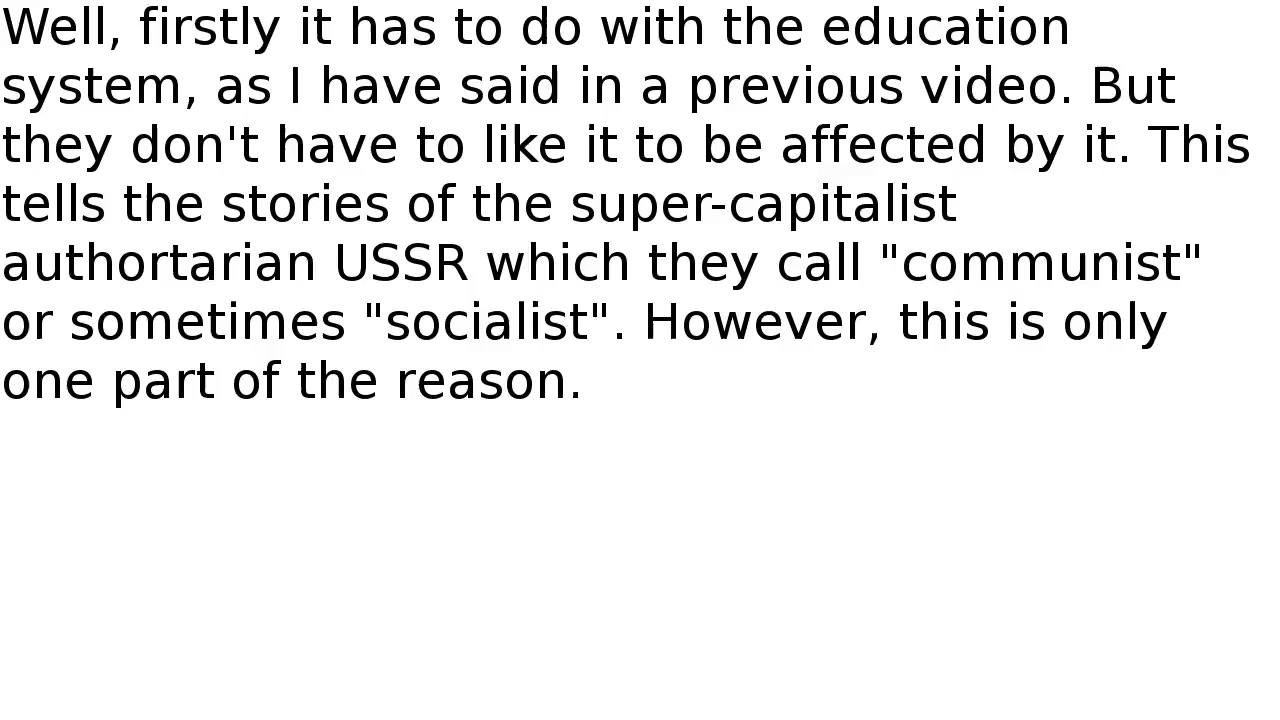 Well, firstly it has to do with the education
system, as I have said in a previous video. But
they don't have to like it to be affected by it. This
tells the stories of the super-capitalist
authortarian USSR which they call "communist"
or sometimes "socialist". However, this is only
one part of the reason.